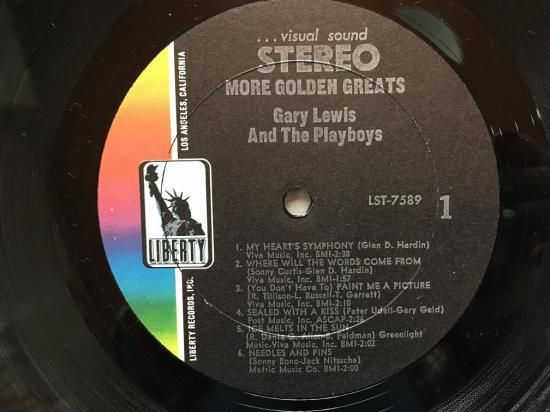 ...visual sound
STEREO
MORE GOLDEN GREATS
Gary Lewis
And The Playboys
LST-7589
1
1. MY HEART'S SYMPHONY (Glen D. Hardin)
Viva Music, Inc. BMI-2:38
2. WHERE WILL THE WORDS COME FROM
(Sonny Curtis-Glen D. Hardin)
Viva Music, Inc. BMI-1:57
3. (You Don't Have To) PAINT ME A PICTURE
(R. Tillison-L. Russell-T. Garrett)
Viva Music, Inc. BMI-2:10
4. SEALED WITH A KISS (Peter Udell-Gary Geld)
Post Music, Inc. ASCAP-2:26
5. ICE MELTS IN THE SUN
(R. Dante-G. Allen-B. Feldman) Greenlight
Music-Viva Music, Inc. BMI-2:02
6. NEEDLES AND PINS
(Sonny Bono-Jack Nitzsche)
Metric Music Co. BMI-2:00
LIBERTY
LIBERTY RECORDS, INC.
LOS ANGELES, CALIFORNIA